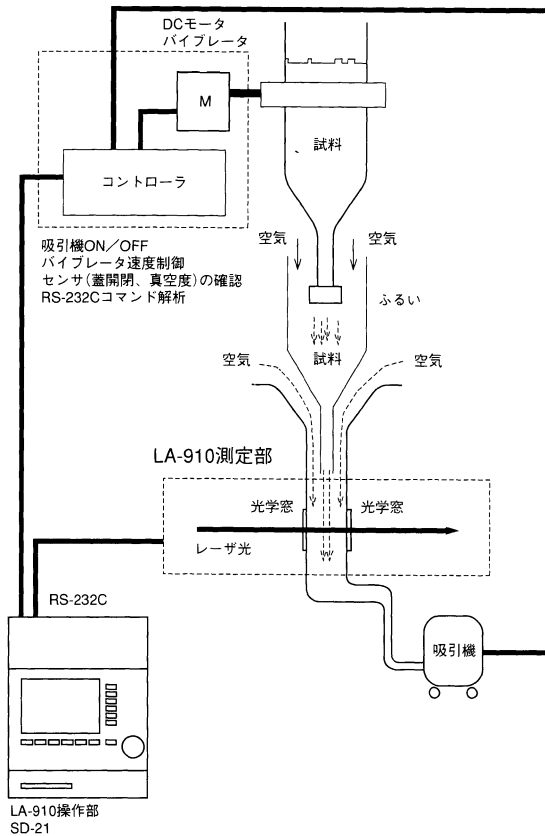 DCモータ
バイブレータ
M
試料
コントローラ
吸引機ON／OFF
バイブレータ速度制御
センサ(蓋開閉、真空度)の確認
RS-232Cコマンド解析
空気
空気
ふるい
試料
空気
空気
LA-910測定部
光学窓
光学窓
レーザ光
RS-232C
吸引機
LA-910操作部
SD-21